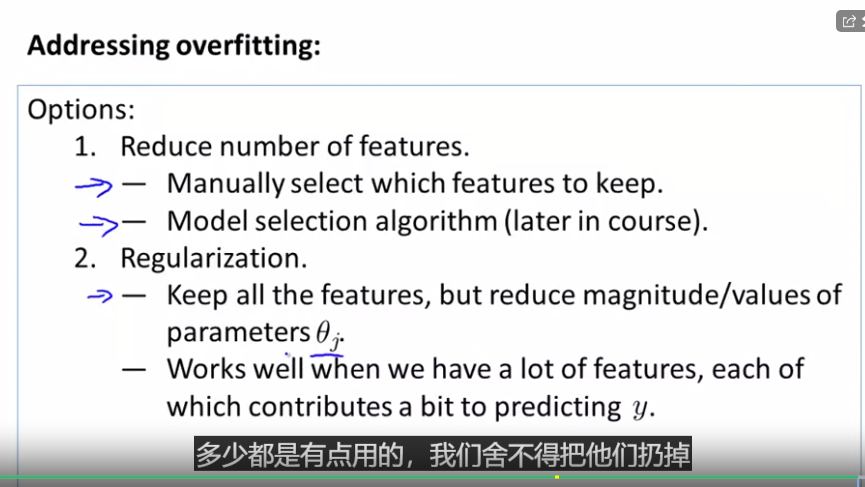 Addressing overfitting:
Options:
1. Reduce number of features.
— Manually select which features to keep.
— Model selection algorithm (later in course).
2. Regularization.
— Keep all the features, but reduce magnitude/values of
parameters θⱼ.
— Works well when we have a lot of features, each of
which contributes a bit to predicting y.
多少都是有点用的，我们舍不得把他们扔掉